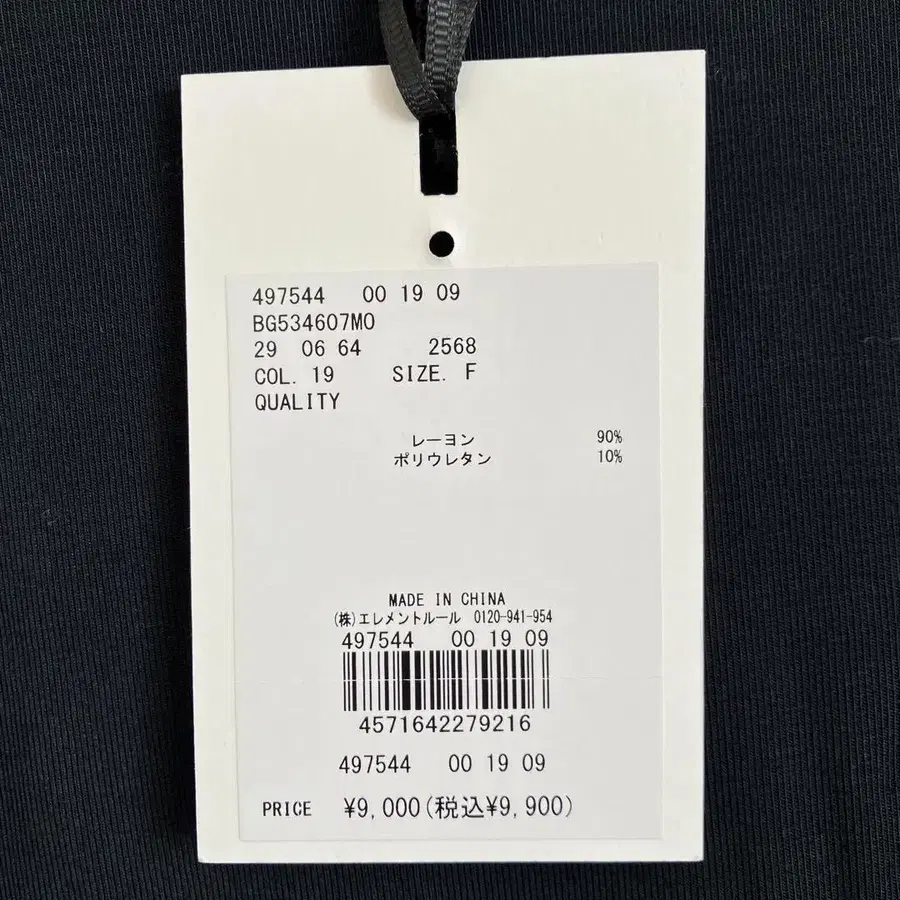 497544 00 19 09
BG534607MO
29 06 64 2568
COL. 19 SIZE. F
QUALITY
レーヨン 90%
ポリウレタン 10%
MADE IN CHINA
(株)エレメントルール 0120-941-954
497544 00 19 09
4571642279216
497544 00 19 09
PRICE ¥9,000(税込¥9,900)